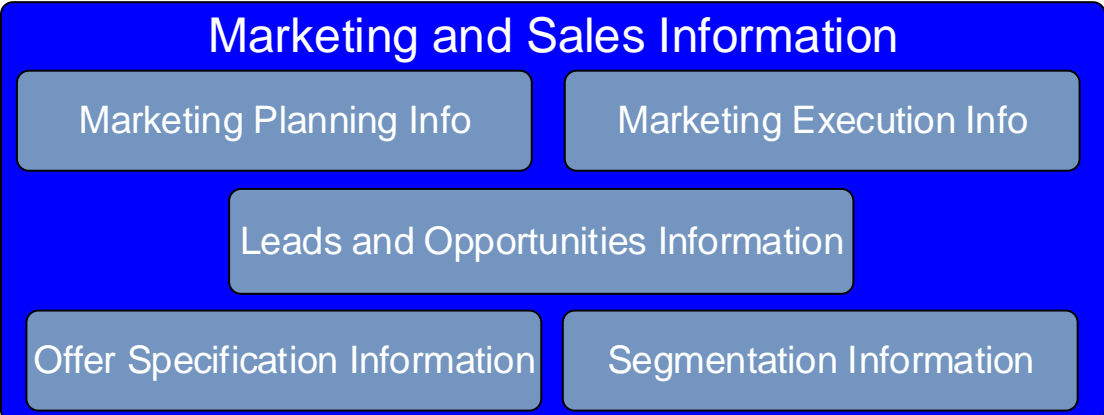 Marketing and Sales Information
Marketing Planning Info
Marketing Execution Info
Leads and Opportunities Information
Offer Specification Information
Segmentation Information